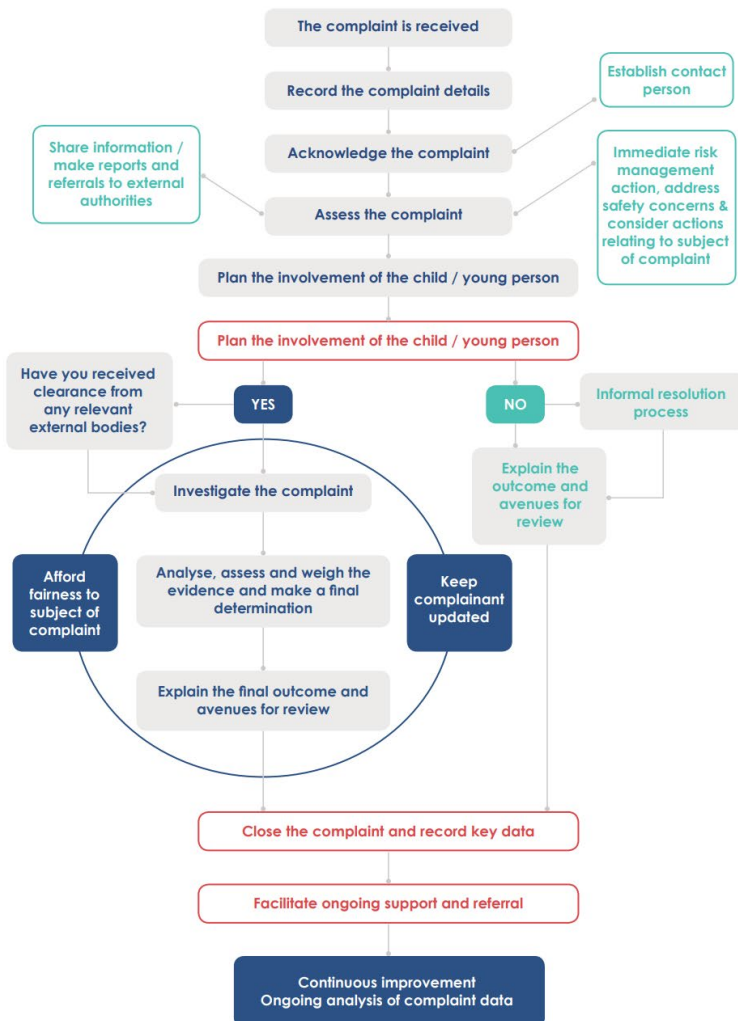 The complaint is received
Record the complaint details
Establish contact
person
Acknowledge the complaint
Share information /
make reports and
referrals to external
authorities
Immediate risk
management
action, address
safety concerns &
consider actions
relating to subject
of complaint
Assess the complaint
Plan the involvement of the child / young person
Plan the involvement of the child / young person
Have you received
clearance from
any relevant
external bodies?
YES
NO
Informal resolution
process
Explain the
outcome and
avenues for
review
Investigate the complaint
Afford
fairness to
subject of
complaint
Analyse, assess and weigh the
evidence and make a final
determination
Keep
complainant
updated
Explain the final outcome and
avenues for review
Close the complaint and record key data
Facilitate ongoing support and referral
Continuous improvement
Ongoing analysis of complaint data